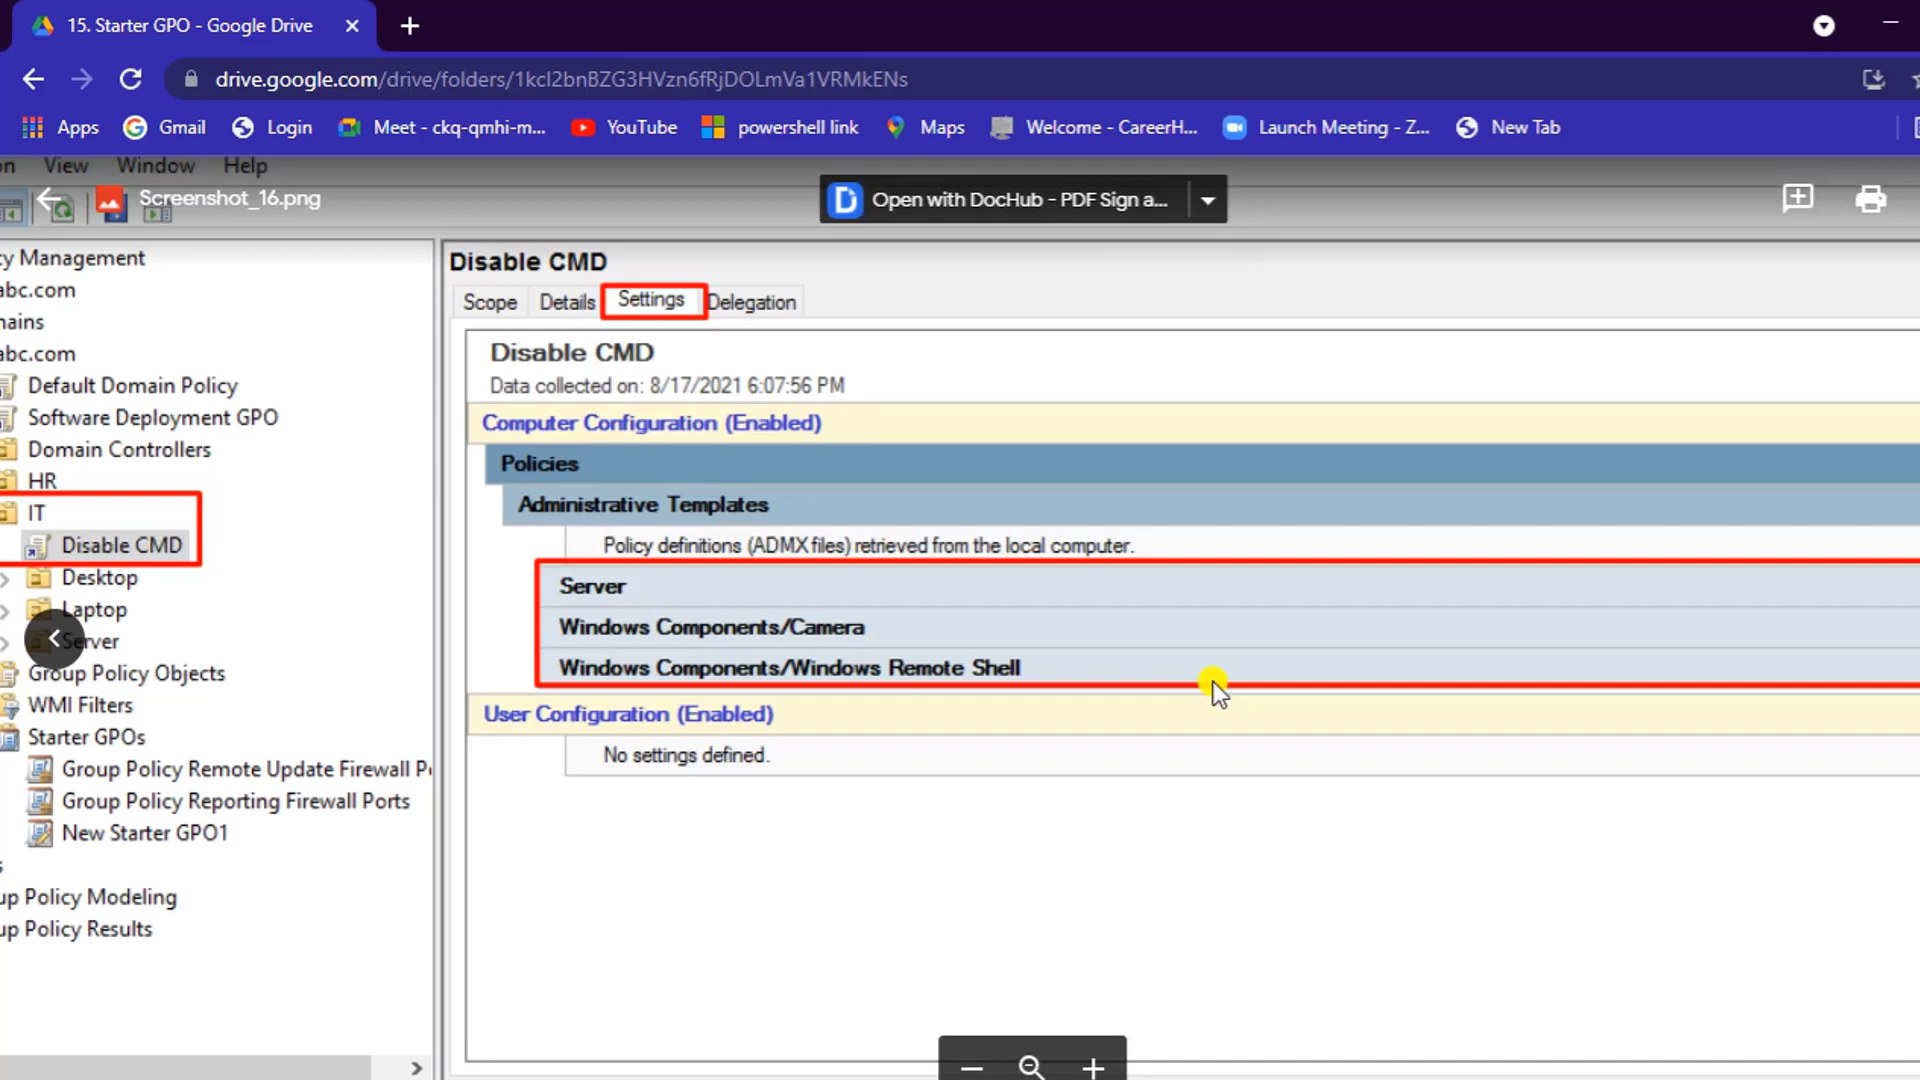 15. Starter GPO - Google Drive
drive.google.com/drive/folders/1kcl2bnBZG3HVzn6fRjDOLmVa1VRMkENs
Apps Gmail Login Meet - ckq-qmhi-m... YouTube powershell link Maps Welcome - CareerH... Launch Meeting - Z... New Tab
on View Window Help
Screenshot_16.png
Open with DocHub - PDF Sign a...
cy Management
abc.com
mains
abc.com
Default Domain Policy
Software Deployment GPO
Domain Controllers
HR
IT
Disable CMD
Desktop
Laptop
Server
Group Policy Objects
WMI Filters
Starter GPOs
Group Policy Remote Update Firewall P
Group Policy Reporting Firewall Ports
New Starter GPO1
s
up Policy Modeling
up Policy Results
Disable CMD
Scope Details Settings Delegation
Disable CMD
Data collected on: 8/17/2021 6:07:56 PM
Computer Configuration (Enabled)
Policies
Administrative Templates
Policy definitions (ADMX files) retrieved from the local computer.
Server
Windows Components/Camera
Windows Components/Windows Remote Shell
User Configuration (Enabled)
No settings defined.